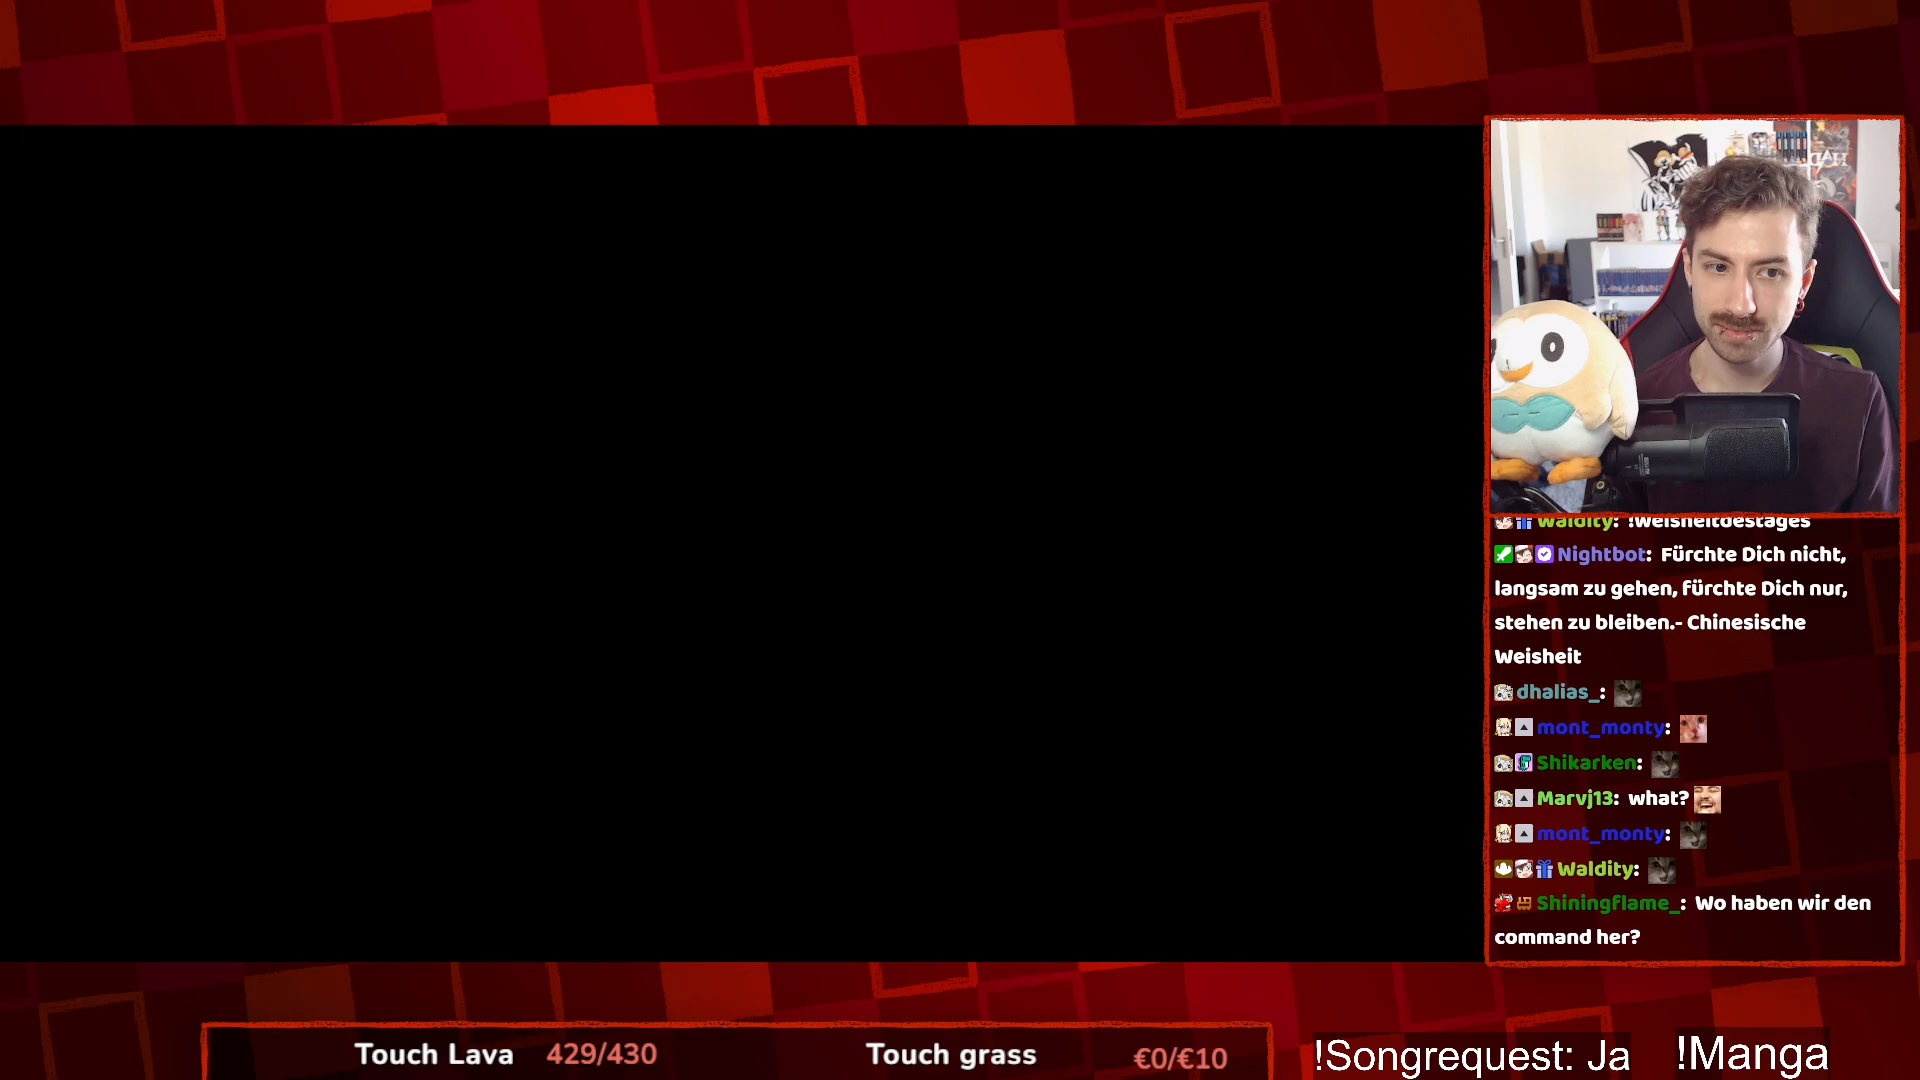 waldity: !weisheitdestages
Nightbot: Fürchte Dich nicht,
langsam zu gehen, fürchte Dich nur,
stehen zu bleiben.- Chinesische
Weisheit
dhalias_:
mont_monty:
Shikarken:
Marvj13: what?
mont_monty:
Waldity:
Shiningflame_: Wo haben wir den
command her?
Touch Lava 429/430 Touch grass €0/€10 !Songrequest: Ja !Manga